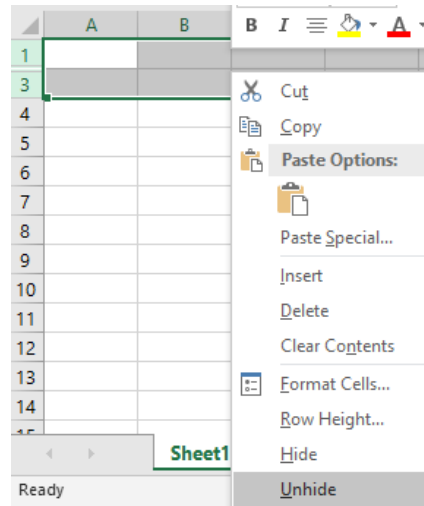 A B
B I A
1
3
4
5
6
7
8
9
10
11
12
13
14
Cut
Copy
Paste Options:
Paste Special...
Insert
Delete
Clear Contents
Format Cells...
Row Height...
Hide
Unhide
Sheet1
Ready